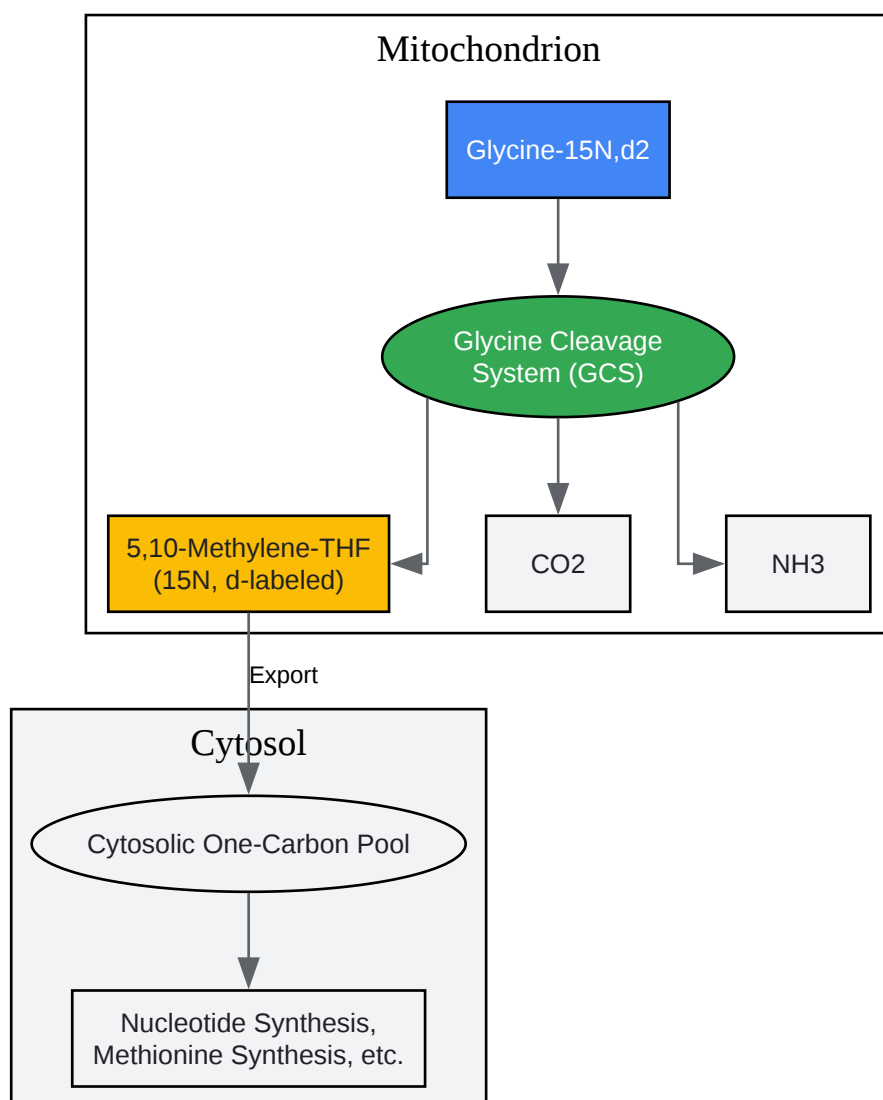 Mitochondrion
Glycine-15N,d2
Glycine Cleavage
System (GCS)
5,10-Methylene-THF
(15N, d-labeled)
CO2
NH3
Export
Cytosol
Cytosolic One-Carbon Pool
Nucleotide Synthesis,
Methionine Synthesis, etc.